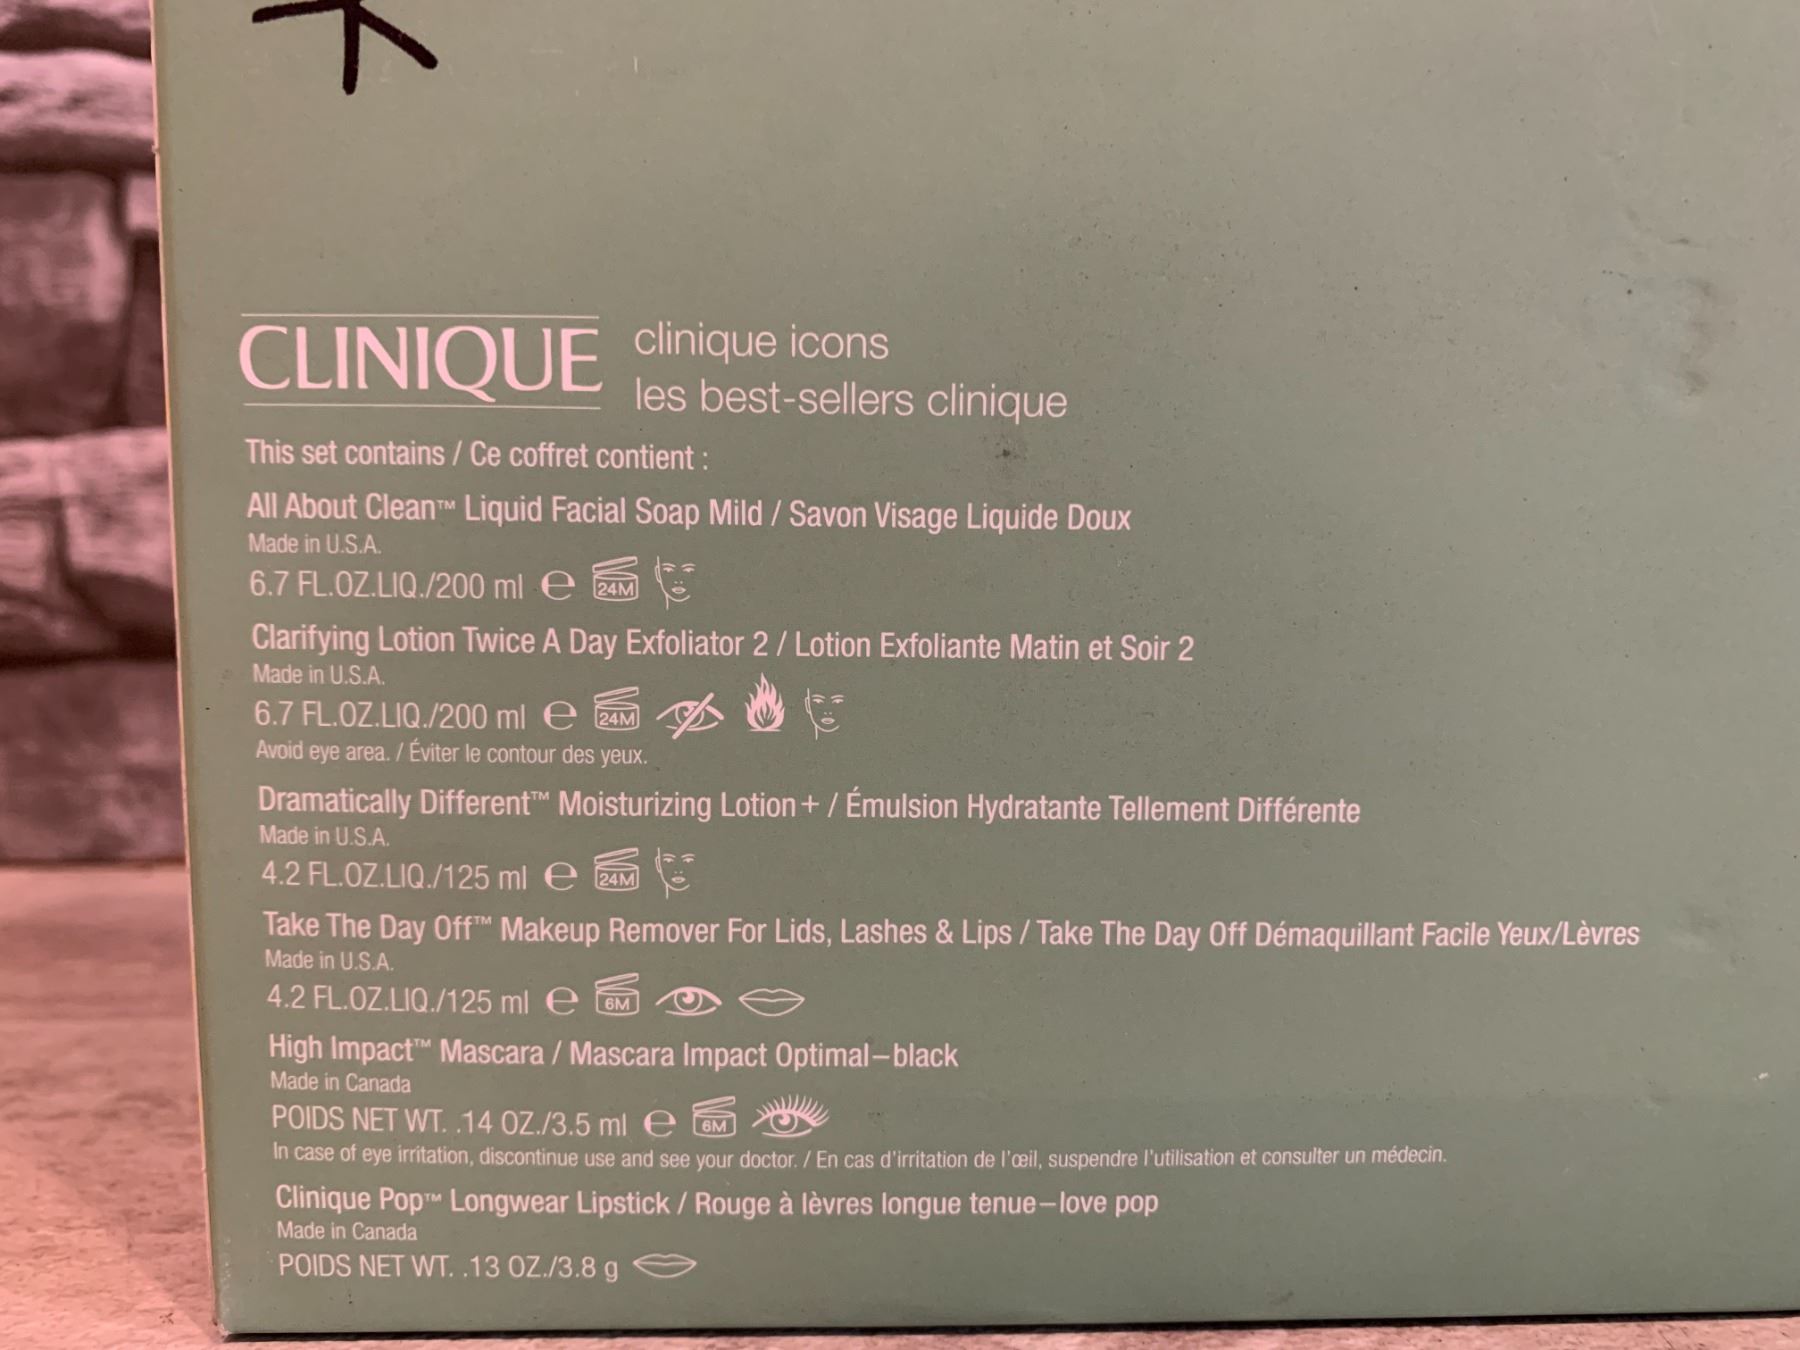 CLINIQUE
clinique icons
les best-sellers clinique
This set contains / Ce coffret contient :
All About Clean™ Liquid Facial Soap Mild / Savon Visage Liquide Doux
Made in U.S.A.
6.7 FL.OZ.LIQ./200 ml ℮ 24M
Clarifying Lotion Twice A Day Exfoliator 2 / Lotion Exfoliante Matin et Soir 2
Made in U.S.A.
6.7 FL.OZ.LIQ./200 ml ℮ 24M
Avoid eye area. / Éviter le contour des yeux.
Dramatically Different™ Moisturizing Lotion+ / Émulsion Hydratante Tellement Différente
Made in U.S.A.
4.2 FL.OZ.LIQ./125 ml ℮ 24M
Take The Day Off™ Makeup Remover For Lids, Lashes & Lips / Take The Day Off Démaquillant Facile Yeux/Lèvres
Made in U.S.A.
4.2 FL.OZ.LIQ./125 ml ℮ 6M
High Impact™ Mascara / Mascara Impact Optimal–black
Made in Canada
POIDS NET WT. .14 OZ./3.5 ml ℮ 6M
In case of eye irritation, discontinue use and see your doctor. / En cas d'irritation de l'œil, suspendre l'utilisation et consulter un médecin.
Clinique Pop™ Longwear Lipstick / Rouge à lèvres longue tenue–love pop
Made in Canada
POIDS NET WT. .13 OZ./3.8 g